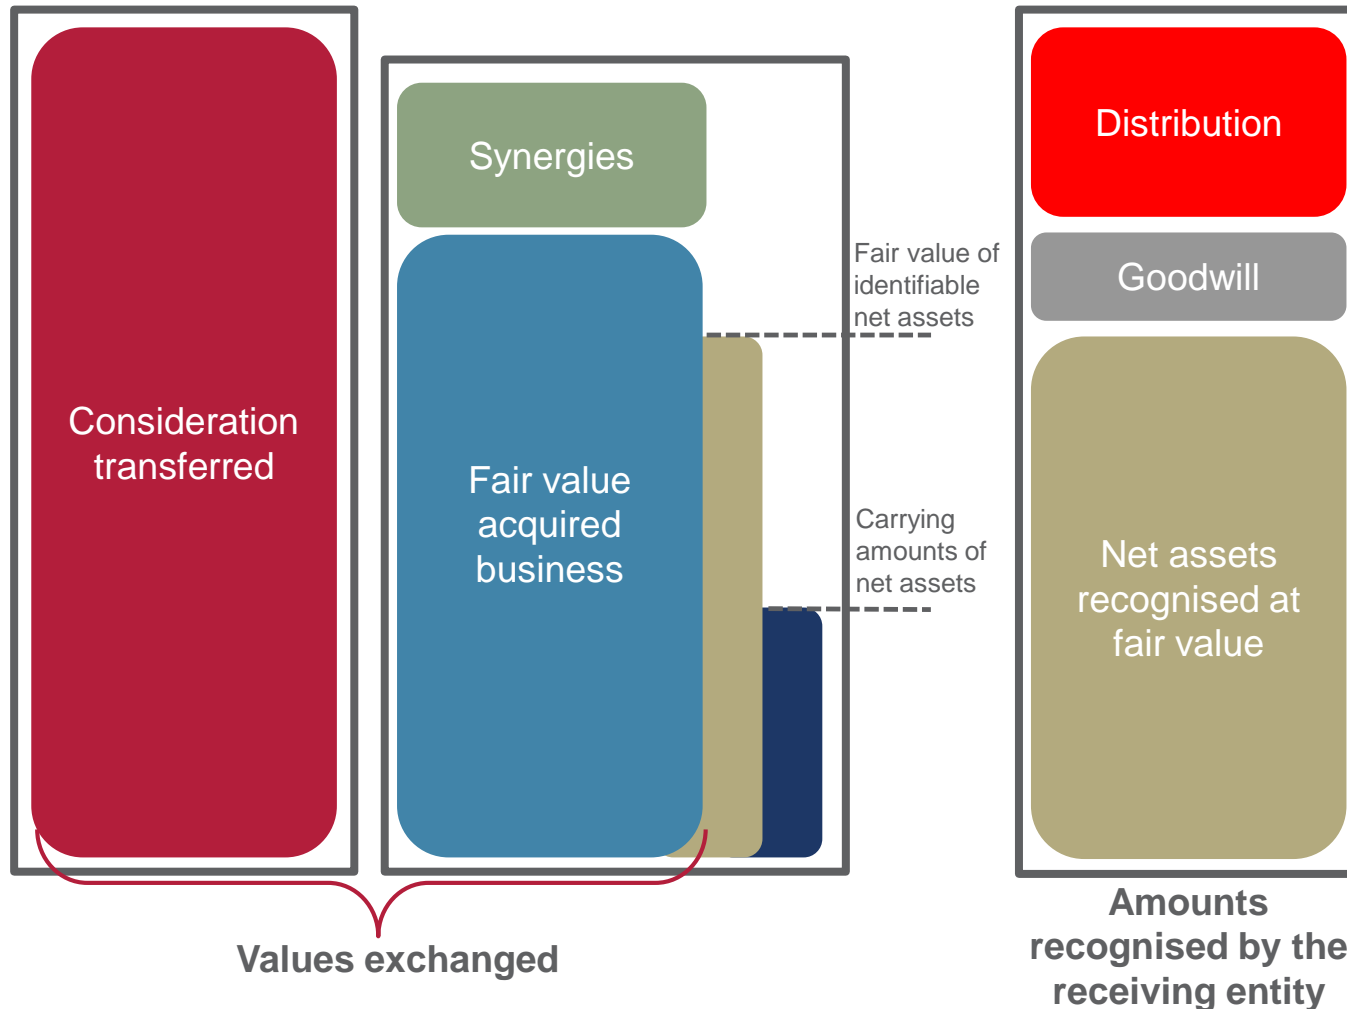 Consideration
transferred
Synergies
Fair value
acquired
business
Fair value of
identifiable
net assets
Carrying
amounts of
net assets
Distribution
Goodwill
Net assets
recognised at
fair value
Values exchanged
Amounts
recognised by the
receiving entity